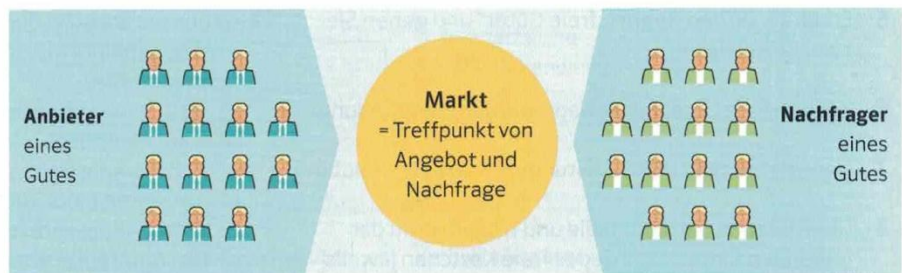 Anbieter
eines
Gutes
Markt
= Treffpunkt von
Angebot und
Nachfrage
Nachfrager
eines
Gutes